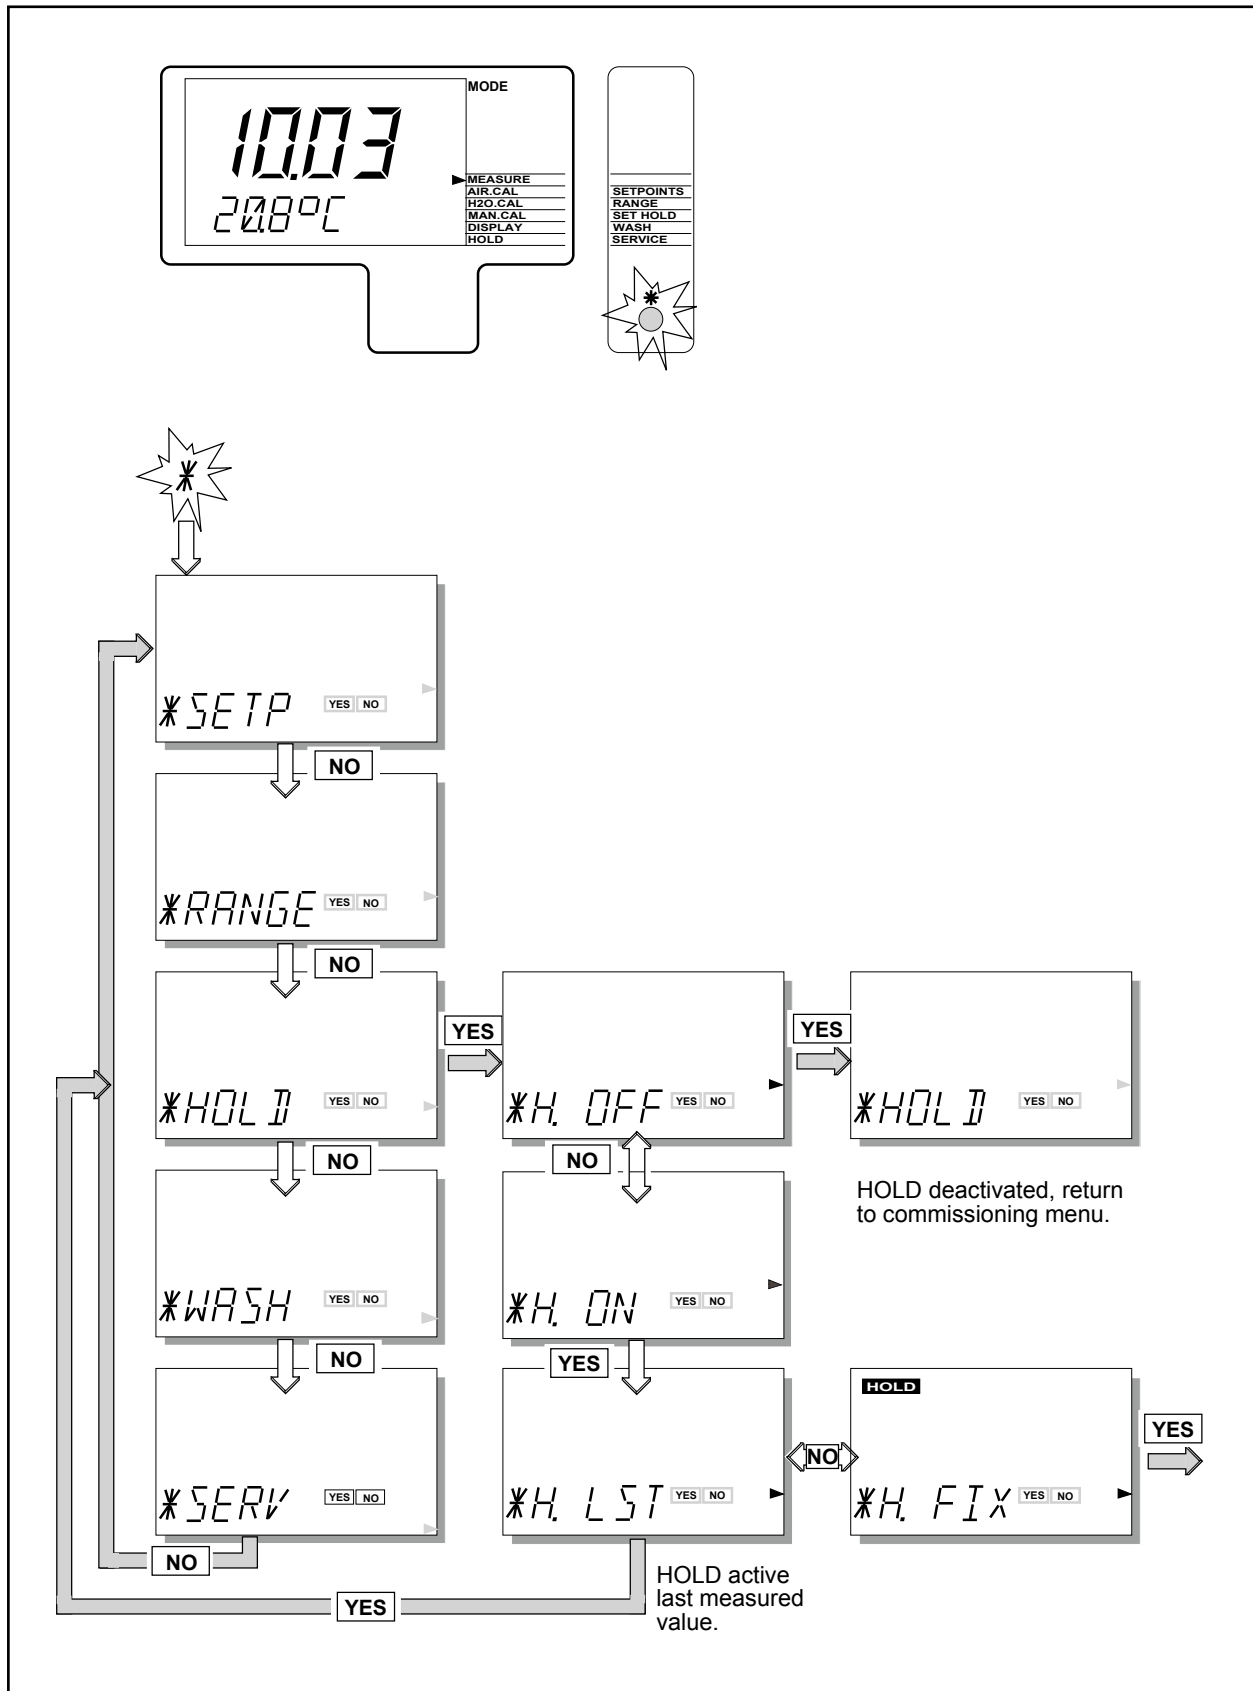 MODE
10.03
20.8°C
MEASURE
AIR.CAL
H2O.CAL
MAN.CAL
DISPLAY
HOLD
SETPOINTS
RANGE
SET HOLD
WASH
SERVICE
*
*
*SETP YES NO
NO
*RANGE YES NO
NO
*HOLD YES NO
YES
*H. OFF YES NO
YES
*HOLD YES NO
NO
NO
HOLD deactivated, return
to commissioning menu.
*WASH YES NO
*H. ON YES NO
NO
YES
*SERV YES NO
*H. LST YES NO
NO
HOLD
*H. FIX YES NO
YES
NO
HOLD active
last measured
value.
YES